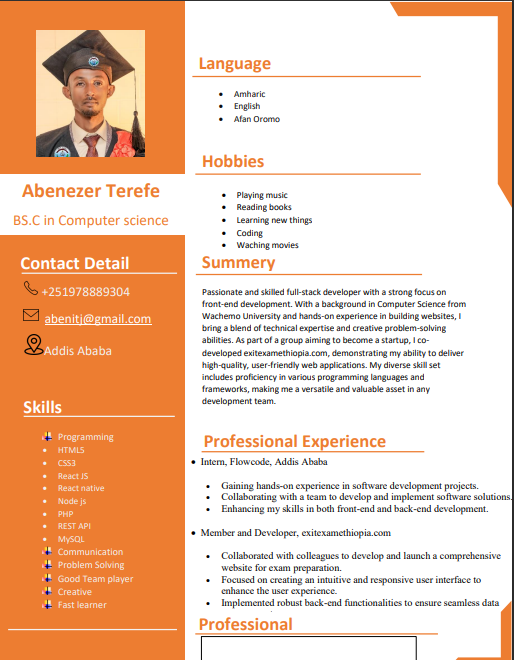 Abenezer Terefe
BS.C in Computer science
Contact Detail
+251978889304
abenitj@gmail.com
Addis Ababa
Skills
Programming
HTML5
CSS3
React JS
React native
Node js
PHP
REST API
MySQL
Communication
Problem Solving
Good Team player
Creative
Fast learner
Language
Amharic
English
Afan Oromo
Hobbies
Playing music
Reading books
Learning new things
Coding
Waching movies
Summery
Passionate and skilled full-stack developer with a strong focus on
front-end development. With a background in Computer Science from
Wachemo University and hands-on experience in building websites, I
bring a blend of technical expertise and creative problem-solving
abilities. As part of a group aiming to become a startup, I co-
developed exitexamethiopia.com, demonstrating my ability to deliver
high-quality, user-friendly web applications. My diverse skill set
includes proficiency in various programming languages and
frameworks, making me a versatile and valuable asset in any
development team.
Professional Experience
Intern, Flowcode, Addis Ababa
Gaining hands-on experience in software development projects.
Collaborating with a team to develop and implement software solutions.
Enhancing my skills in both front-end and back-end development.
Member and Developer, exitexamethiopia.com
Collaborated with colleagues to develop and launch a comprehensive
website for exam preparation.
Focused on creating an intuitive and responsive user interface to
enhance the user experience.
Implemented robust back-end functionalities to ensure seamless data
Professional